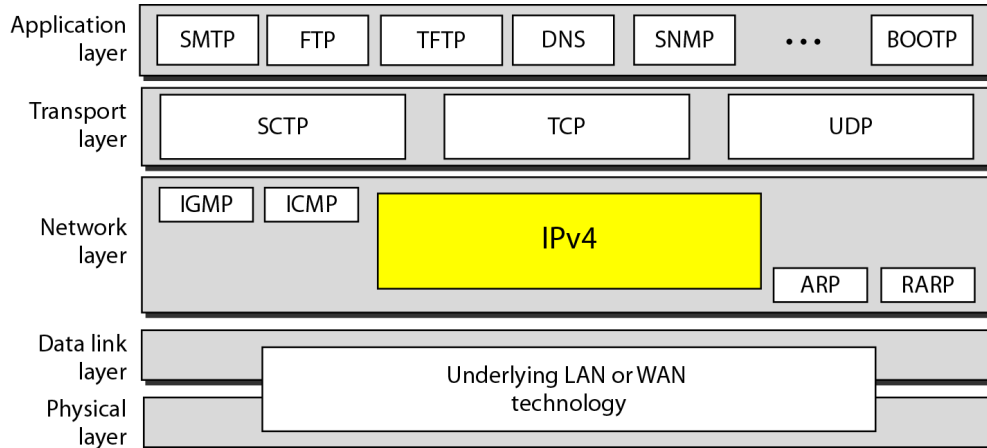 Application
layer
SMTP
FTP
TFTP
DNS
SNMP
...
BOOTP
Transport
layer
SCTP
TCP
UDP
Network
layer
IGMP
ICMP
IPv4
ARP
RARP
Data link
layer
Underlying LAN or WAN
technology
Physical
layer